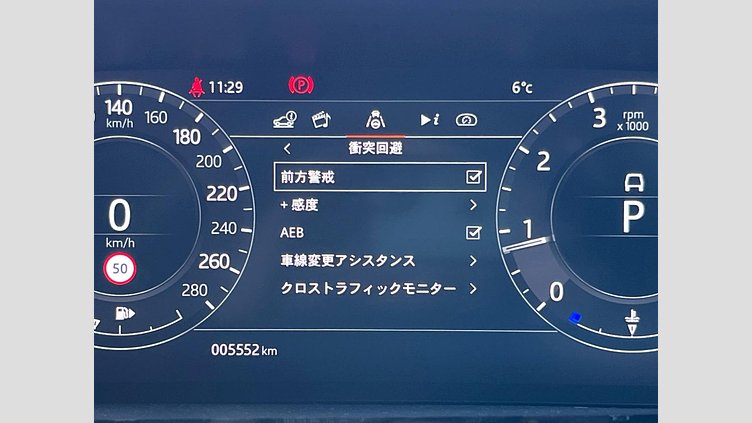 11:29
6°c
140
km/h
160
180
200
220
240
260
280
0
km/h
50
衝突回避
前方警戒
+ 感度
AEB
車線変更アシスタンス
クロストラフィックモニター
005552 km
3
rpm
x 1000
2
1
0
P